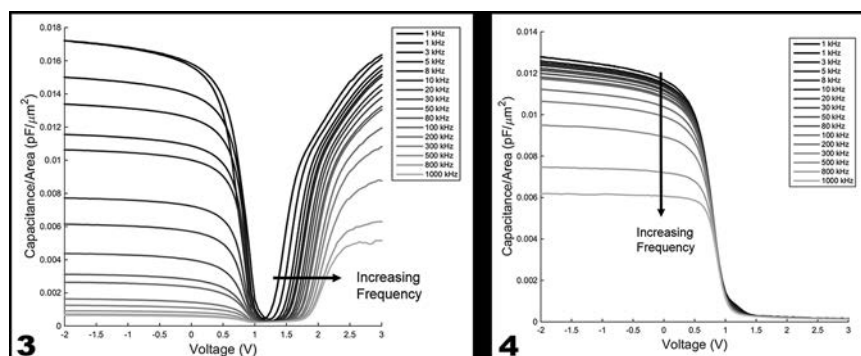 Capacitance/Area (pF/μm²)
0.018
0.016
0.014
0.012
0.01
0.008
0.006
0.004
0.002
0
-2
-1.5
-1
-0.5
0
0.5
1
1.5
2
2.5
3
Voltage (V)
Increasing
Frequency
1 kHz
1 kHz
3 kHz
5 kHz
8 kHz
10 kHz
20 kHz
30 kHz
50 kHz
80 kHz
100 kHz
200 kHz
300 kHz
500 kHz
800 kHz
1000 kHz
3
Capacitance/Area (pF/μm²)
0.014
0.012
0.01
0.008
0.006
0.004
0.002
0
-2
-1.5
-1
-0.5
0
0.5
1
1.5
2
2.5
3
Voltage (V)
Increasing
Frequency
1 kHz
1 kHz
3 kHz
5 kHz
8 kHz
10 kHz
20 kHz
30 kHz
50 kHz
80 kHz
100 kHz
200 kHz
300 kHz
500 kHz
800 kHz
1000 kHz
4